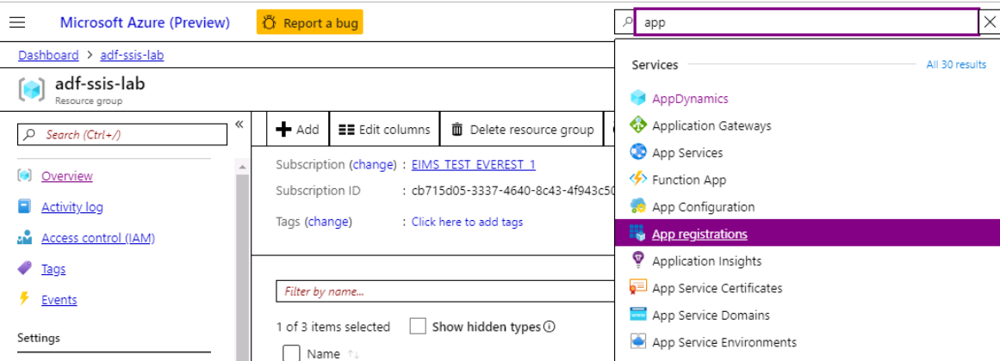 Microsoft Azure (Preview)
Report a bug
app
Dashboard > adf-ssis-lab
adf-ssis-lab
Resource group
Search (Ctrl+/)
«
Overview
Activity log
Access control (IAM)
Tags
Events
Settings
Add
Edit columns
Delete resource group
Subscription (change) : EIMS_TEST_EVEREST_1
Subscription ID : cb715d05-3337-4640-8c43-4f943c50
Tags (change) : Click here to add tags
Filter by name...
1 of 3 items selected
Show hidden types
Name ↑↓
Services
All 30 results
AppDynamics
Application Gateways
App Services
Function App
App Configuration
App registrations
Application Insights
App Service Certificates
App Service Domains
App Service Environments